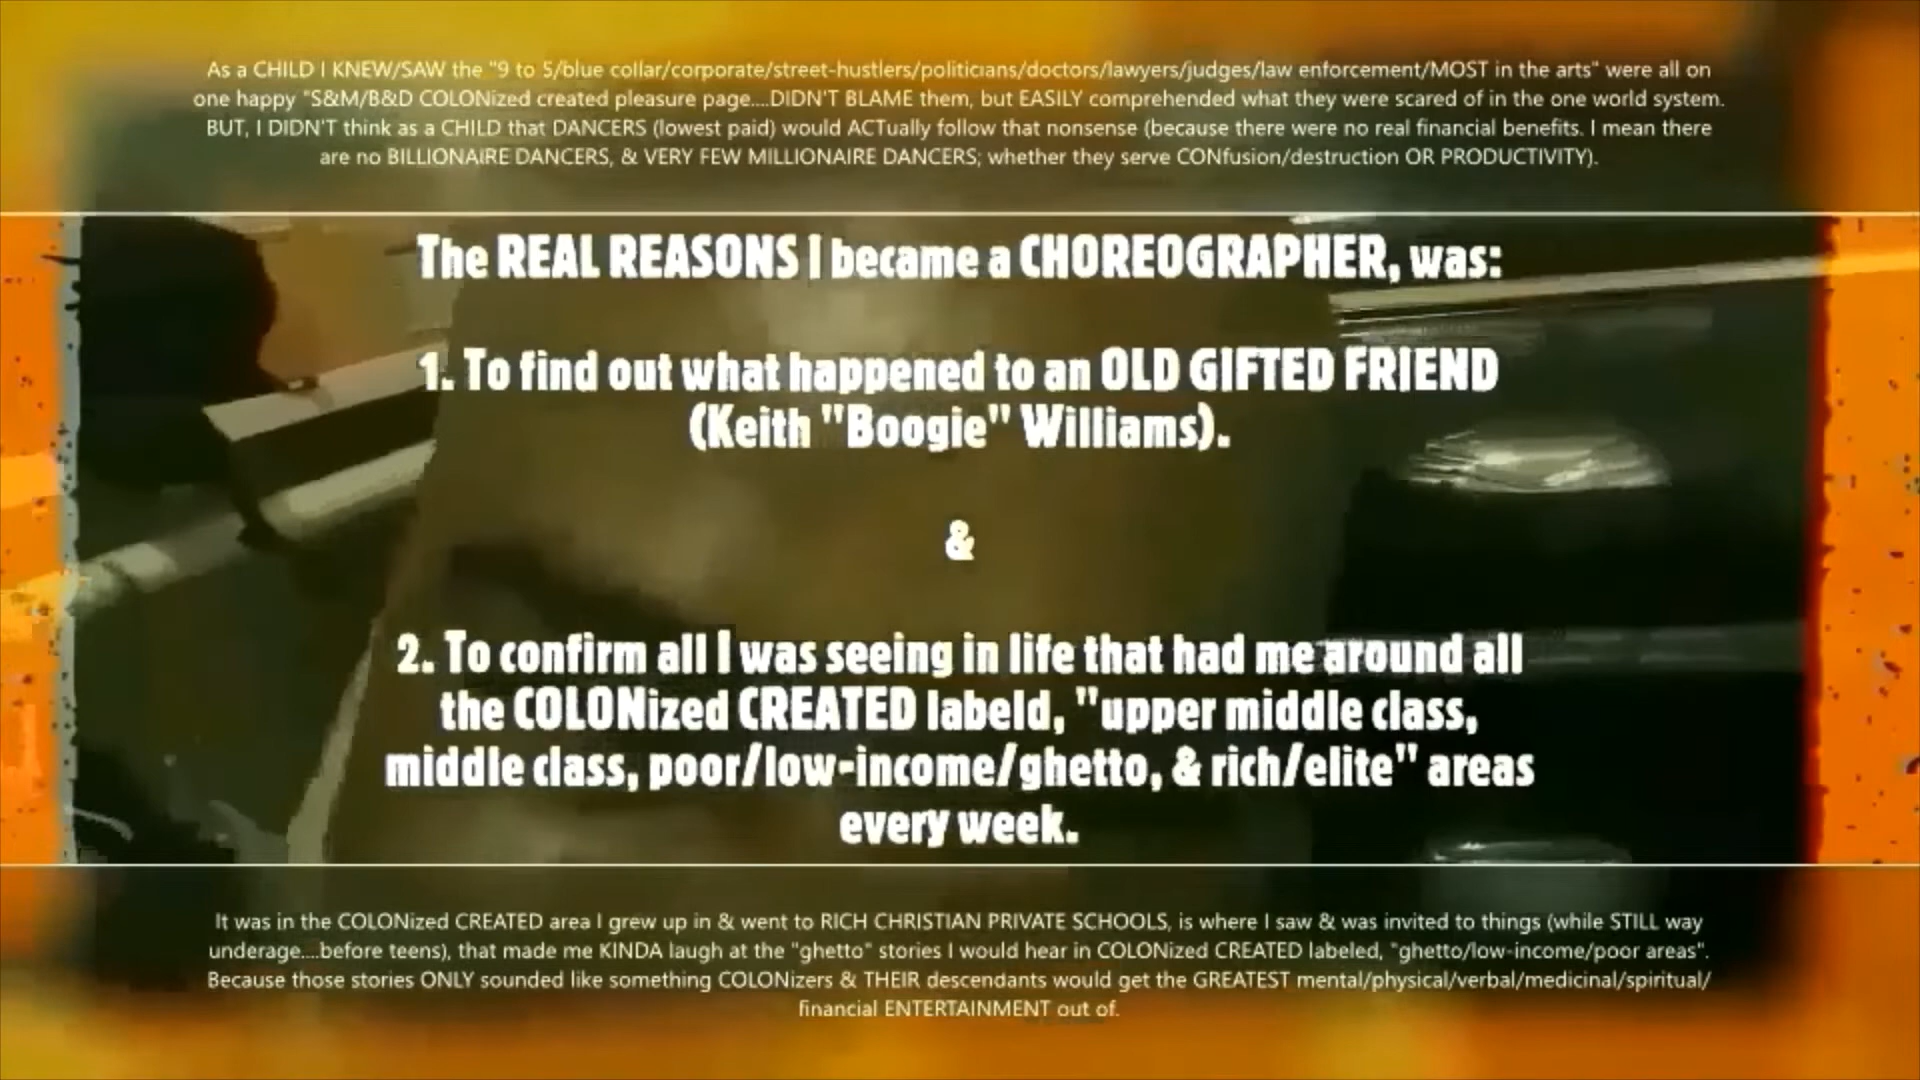 As a CHILD I KNEW/SAW the "9 to 5/blue collar/corporate/street-hustlers/politicians/doctors/lawyers/judges/law enforcement/MOST in the arts" were all on
one happy "S&M/B&D COLONized created pleasure page....DIDN'T BLAME them, but EASILY comprehended what they were scared of in the one world system.
BUT, I DIDN'T think as a CHILD that DANCERS (lowest paid) would ACTually follow that nonsense (because there were no real financial benefits. I mean there
are no BILLIONAIRE DANCERS, & VERY FEW MILLIONAIRE DANCERS; whether they serve CONfusion/destruction OR PRODUCTIVITY).
The REAL REASONS I became a CHOREOGRAPHER, was:
1. To find out what happened to an OLD GIFTED FRIEND
(Keith "Boogie" Williams).
&
2. To confirm all I was seeing in life that had me around all
the COLONized CREATED labeld, "upper middle class,
middle class, poor/low-income/ghetto, & rich/elite" areas
every week.
It was in the COLONized CREATED area I grew up in & went to RICH CHRISTIAN PRIVATE SCHOOLS, is where I saw & was invited to things (while STILL way
underage....before teens), that made me KINDA laugh at the "ghetto" stories I would hear in COLONized CREATED labeled, "ghetto/low-income/poor areas".
Because those stories ONLY sounded like something COLONizers & THEIR descendants would get the GREATEST mental/physical/verbal/medicinal/spiritual/
financial ENTERTAINMENT out of.